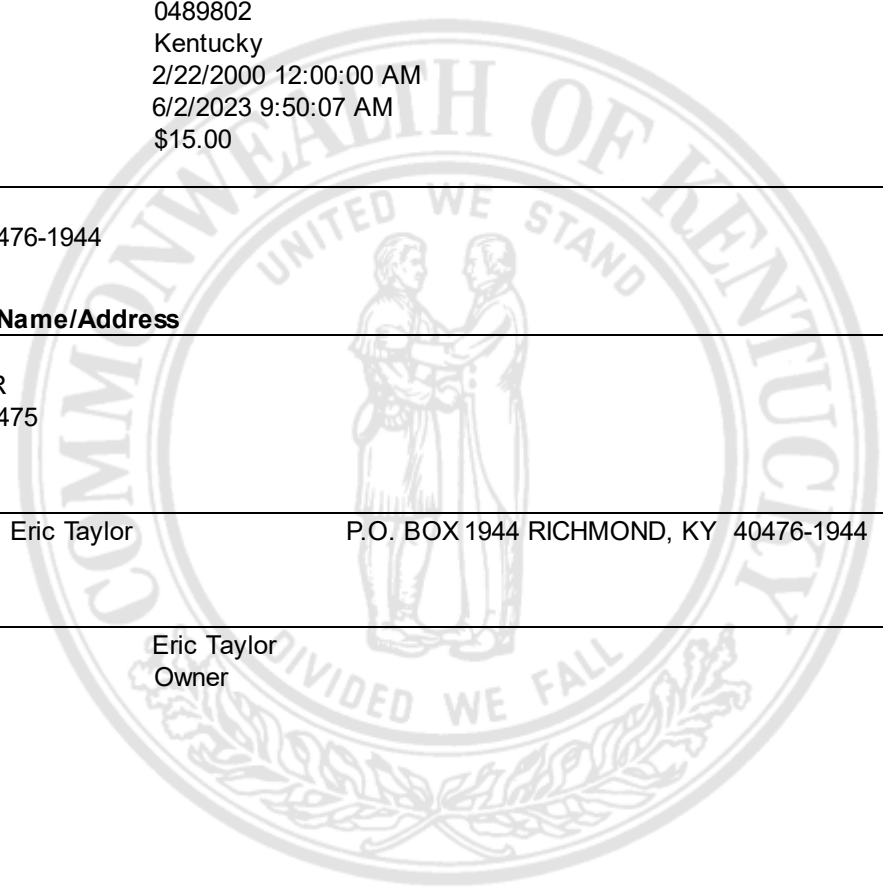 0489802
Kentucky
2/22/2000 12:00:00 AM
6/2/2023 9:50:07 AM
$15.00
476-1944
Name/Address
R
475
Eric Taylor P.O. BOX 1944 RICHMOND, KY 40476-1944
Eric Taylor
Owner
COMMONWEALTH OF KENTUCKY
UNITED WE STAND
DIVIDED WE FALL